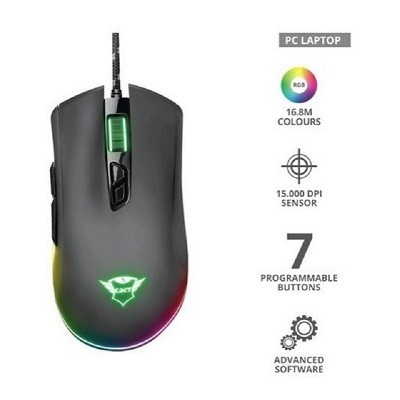 PC LAPTOP
RGB
16.8M
COLOURS
15.000 DPI
SENSOR
7
PROGRAMMABLE
BUTTONS
ADVANCED
SOFTWARE